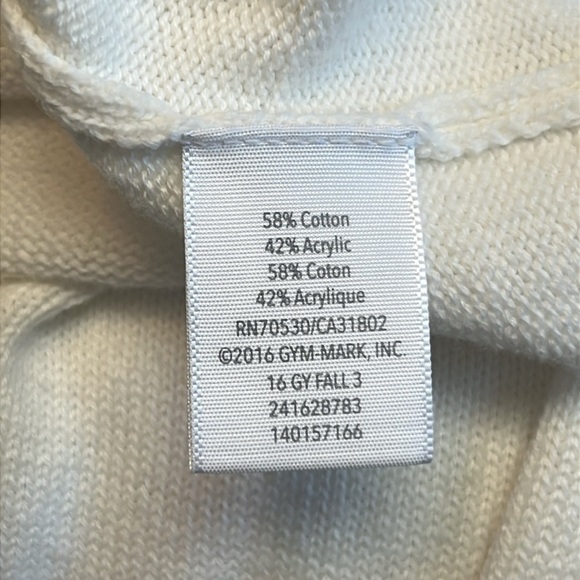 58% Cotton
42% Acrylic
58% Coton
42% Acrylique
RN70530/CA31802
©2016 GYM-MARK, INC.
16 GY FALL 3
241628783
140157166